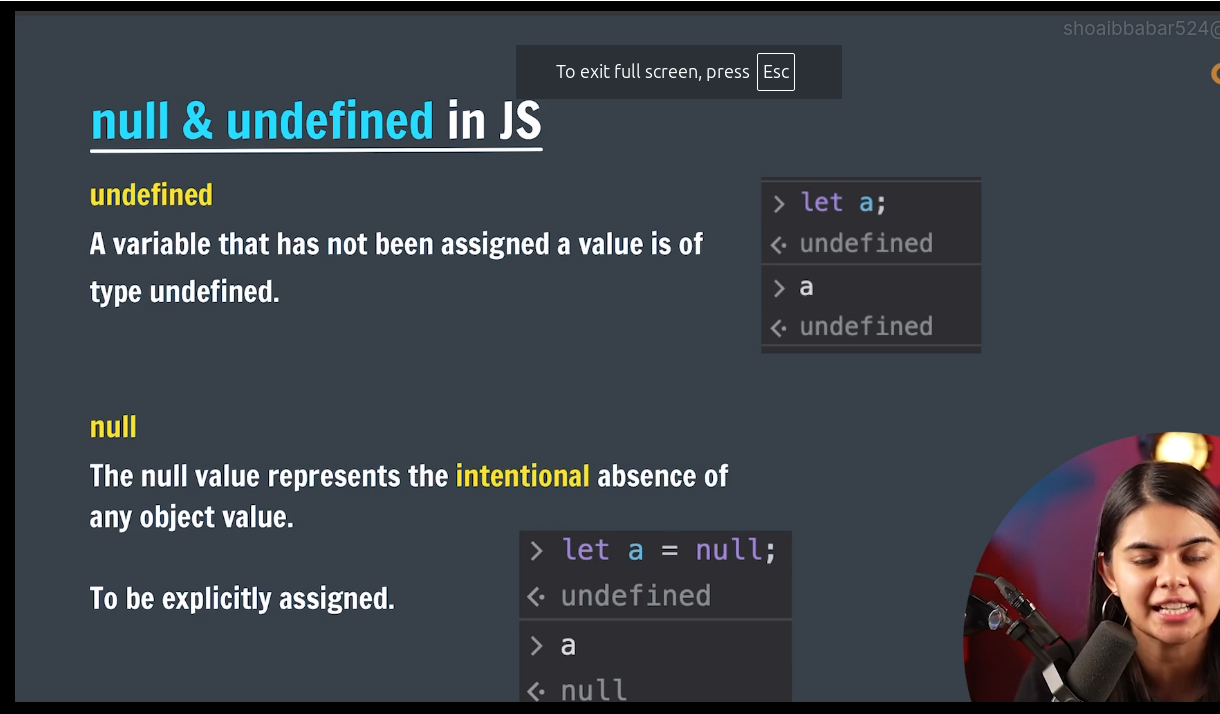 shoaibbabar524@
To exit full screen, press Esc
null & undefined in JS
undefined
A variable that has not been assigned a value is of
type undefined.
> let a;
<· undefined
> a
<· undefined
null
The null value represents the intentional absence of
any object value.
To be explicitly assigned.
> let a = null;
<· undefined
> a
<· null